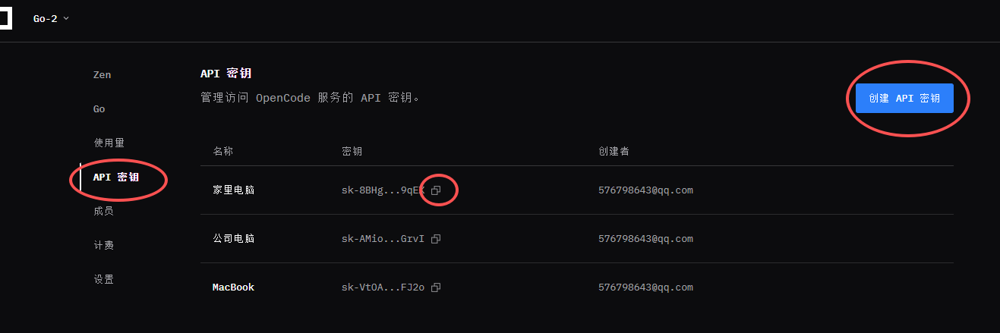 Go-2
Zen
Go
使用量
API 密钥
成员
计费
设置
API 密钥
管理访问 OpenCode 服务的 API 密钥。
创建 API 密钥
名称 密钥 创建者
家里电脑 sk-8BHg...9qEX 576798643@qq.com
公司电脑 sk-AMio...GrvI 576798643@qq.com
MacBook sk-VtOA...FJ2o 576798643@qq.com